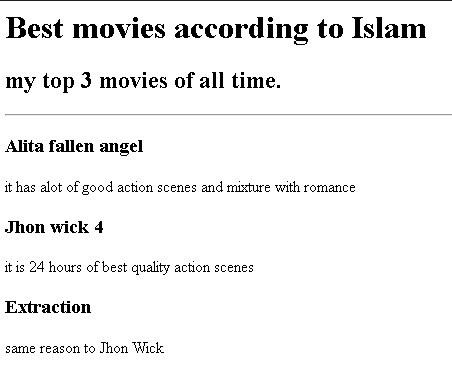 Best movies according to Islam
my top 3 movies of all time.
Alita fallen angel
it has alot of good action scenes and mixture with romance
Jhon wick 4
it is 24 hours of best quality action scenes
Extraction
same reason to Jhon Wick